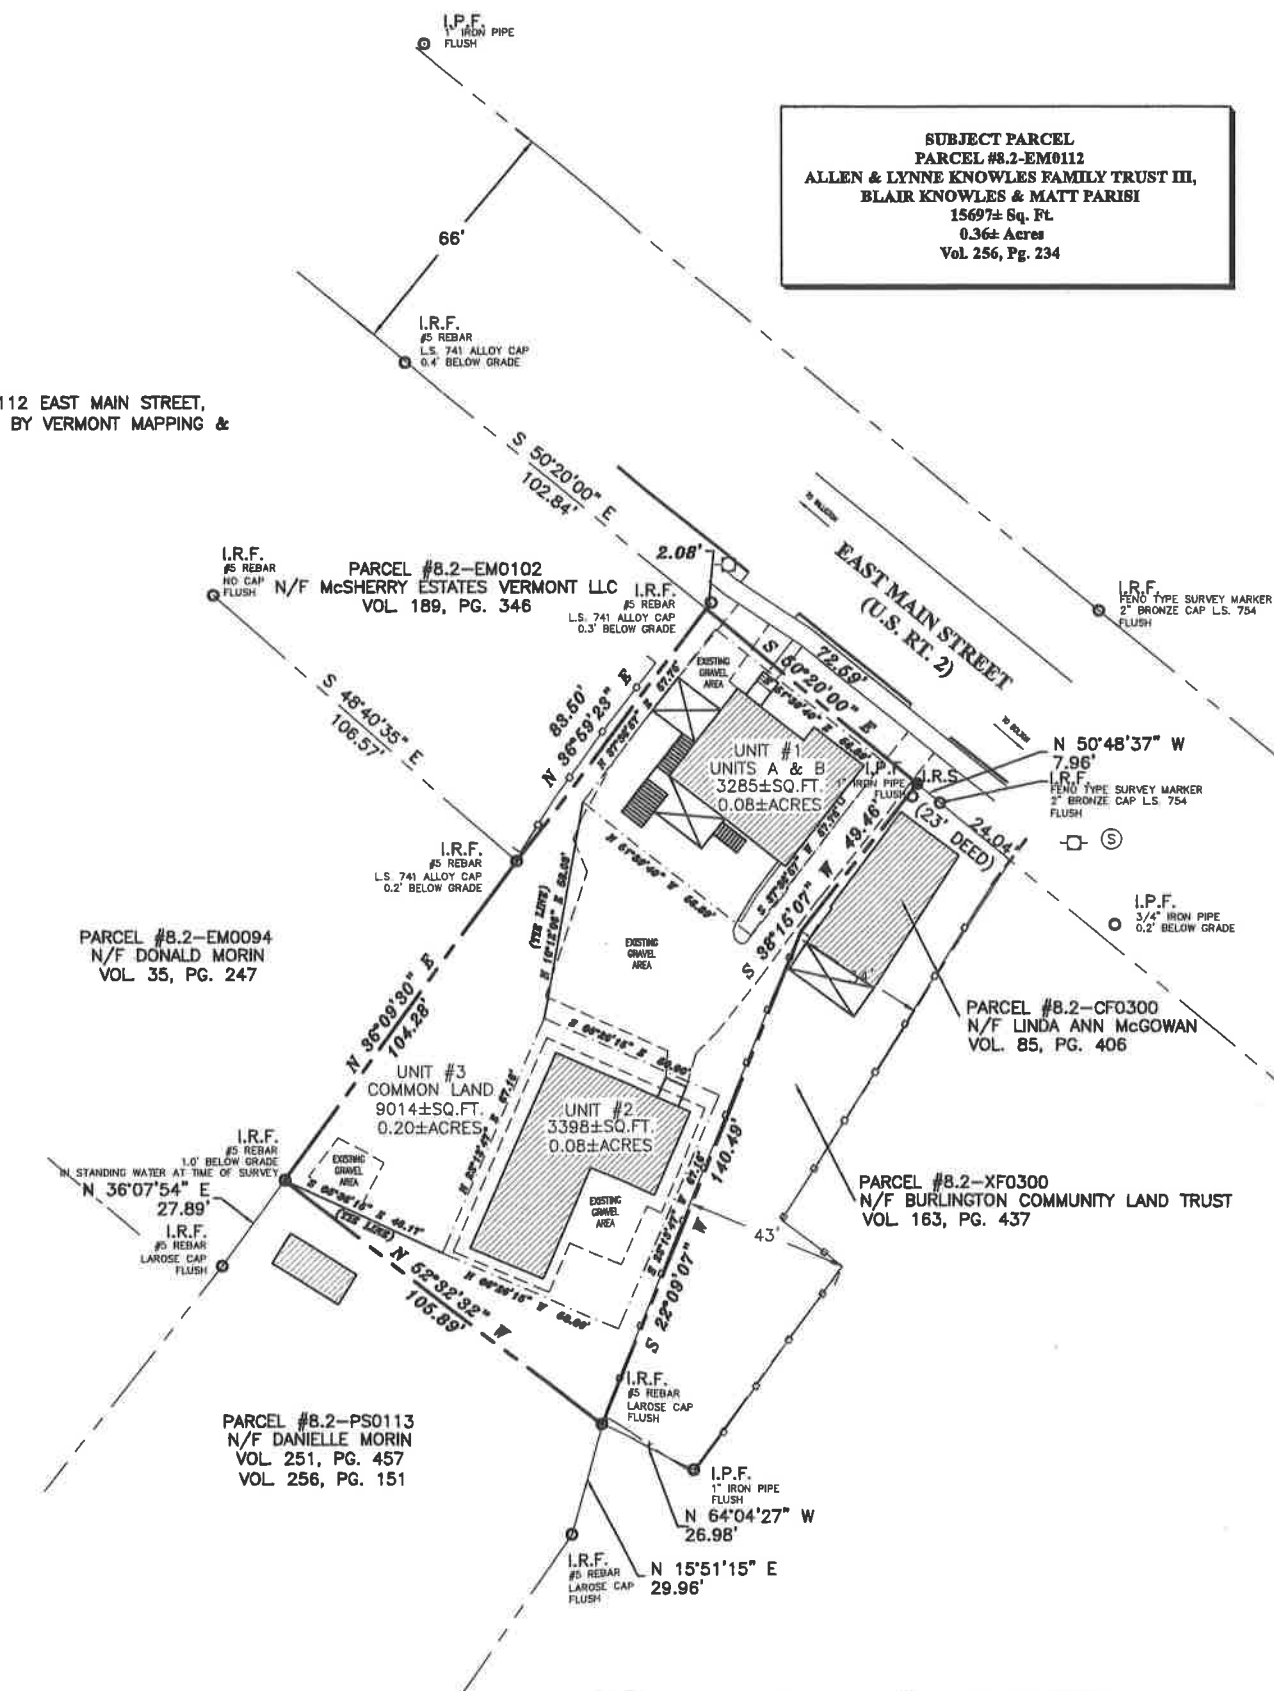 I.P.F.
1" IRON PIPE
FLUSH
SUBJECT PARCEL
PARCEL #8.2-EM0112
ALLEN & LYNNE KNOWLES FAMILY TRUST III,
BLAIR KNOWLES & MATT PARISI
15697± Sq. Ft.
0.36± Acres
Vol. 256, Pg. 234
66'
I.R.F.
#5 REBAR
L.S. 741 ALLOY CAP
0.4' BELOW GRADE
112 EAST MAIN STREET,
BY VERMONT MAPPING &
S 50°20'00" E
102.84'
EAST MAIN STREET
(U.S. RT. 2)
I.R.F.
#5 REBAR
NO CAP
FLUSH
PARCEL #8.2-EM0102
N/F McSHERRY ESTATES VERMONT LLC
VOL. 189, PG. 346
2.08'
I.R.F.
#5 REBAR
L.S. 741 ALLOY CAP
0.3' BELOW GRADE
I.R.F.
FENO TYPE SURVEY MARKER
2" BRONZE CAP L.S. 754
FLUSH
S 48°40'35" E
106.57'
83.50'
N 36°59'23" E
EXISTING
GRAVEL
AREA
S 50°20'00" E
72.59'
UNIT #1
UNITS A & B
3285±SQ.FT.
0.08±ACRES
I.P.F.
1" IRON PIPE
FLUSH
I.R.S.
N 50°48'37" W
7.96'
I.R.F.
FENO TYPE SURVEY MARKER
2" BRONZE CAP L.S. 754
FLUSH
(23' DEED)
24.04'
S
I.R.F.
#5 REBAR
L.S. 741 ALLOY CAP
0.2' BELOW GRADE
49.46'
S 38°15'07" W
I.P.F.
3/4" IRON PIPE
0.2' BELOW GRADE
PARCEL #8.2-EM0094
N/F DONALD MORIN
VOL. 35, PG. 247
(TIE LINE)
EXISTING
GRAVEL
AREA
PARCEL #8.2-CF0300
N/F LINDA ANN McGOWAN
VOL. 85, PG. 406
N 36°09'30" E
104.28'
UNIT #3
COMMON LAND
9014±SQ.FT.
0.20±ACRES
UNIT #2
3398±SQ.FT.
0.08±ACRES
140.49'
S 22°09'07" W
I.R.F.
#5 REBAR
1.0' BELOW GRADE
IN STANDING WATER AT TIME OF SURVEY
N 36°07'54" E
27.89'
EXISTING
GRAVEL
AREA
(TIE LINE)
EXISTING
GRAVEL
AREA
PARCEL #8.2-XF0300
N/F BURLINGTON COMMUNITY LAND TRUST
VOL. 163, PG. 437
43'
I.R.F.
#5 REBAR
LAROSE CAP
FLUSH
N 52°32'32" W
105.89'
I.R.F.
#5 REBAR
LAROSE CAP
FLUSH
PARCEL #8.2-PS0113
N/F DANIELLE MORIN
VOL. 251, PG. 457
VOL. 256, PG. 151
I.P.F.
1" IRON PIPE
FLUSH
N 64°04'27" W
26.98'
I.R.F.
#5 REBAR
LAROSE CAP
FLUSH
N 15°51'15" E
29.96'